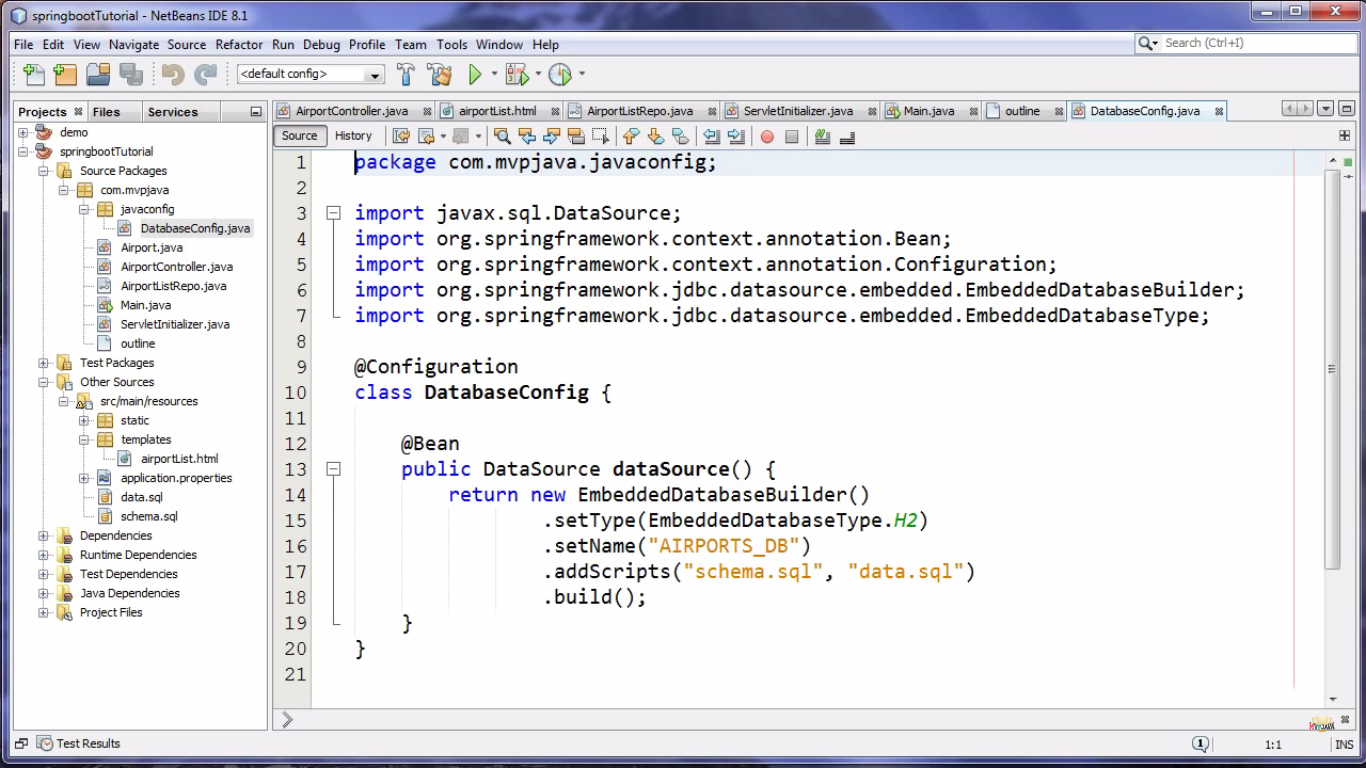 springbootTutorial - NetBeans IDE 8.1
File Edit View Navigate Source Refactor Run Debug Profile Team Tools Window Help
Search (Ctrl+I)
<default config>
Projects Files Services
demo
springbootTutorial
Source Packages
com.mvpjava
javaconfig
DatabaseConfig.java
Airport.java
AirportController.java
AirportListRepo.java
Main.java
ServletInitializer.java
outline
Test Packages
Other Sources
src/main/resources
static
templates
airportList.html
application.properties
data.sql
schema.sql
Dependencies
Runtime Dependencies
Test Dependencies
Java Dependencies
Project Files
AirportController.java airportList.html AirportListRepo.java ServletInitializer.java Main.java outline DatabaseConfig.java
Source History
1 package com.mvpjava.javaconfig;
2
3 import javax.sql.DataSource;
4 import org.springframework.context.annotation.Bean;
5 import org.springframework.context.annotation.Configuration;
6 import org.springframework.jdbc.datasource.embedded.EmbeddedDatabaseBuilder;
7 import org.springframework.jdbc.datasource.embedded.EmbeddedDatabaseType;
8
9 @Configuration
10 class DatabaseConfig {
11
12 @Bean
13 public DataSource dataSource() {
14 return new EmbeddedDatabaseBuilder()
15 .setType(EmbeddedDatabaseType.H2)
16 .setName("AIRPORTS_DB")
17 .addScripts("schema.sql", "data.sql")
18 .build();
19 }
20 }
21
Test Results
1
1:1
INS